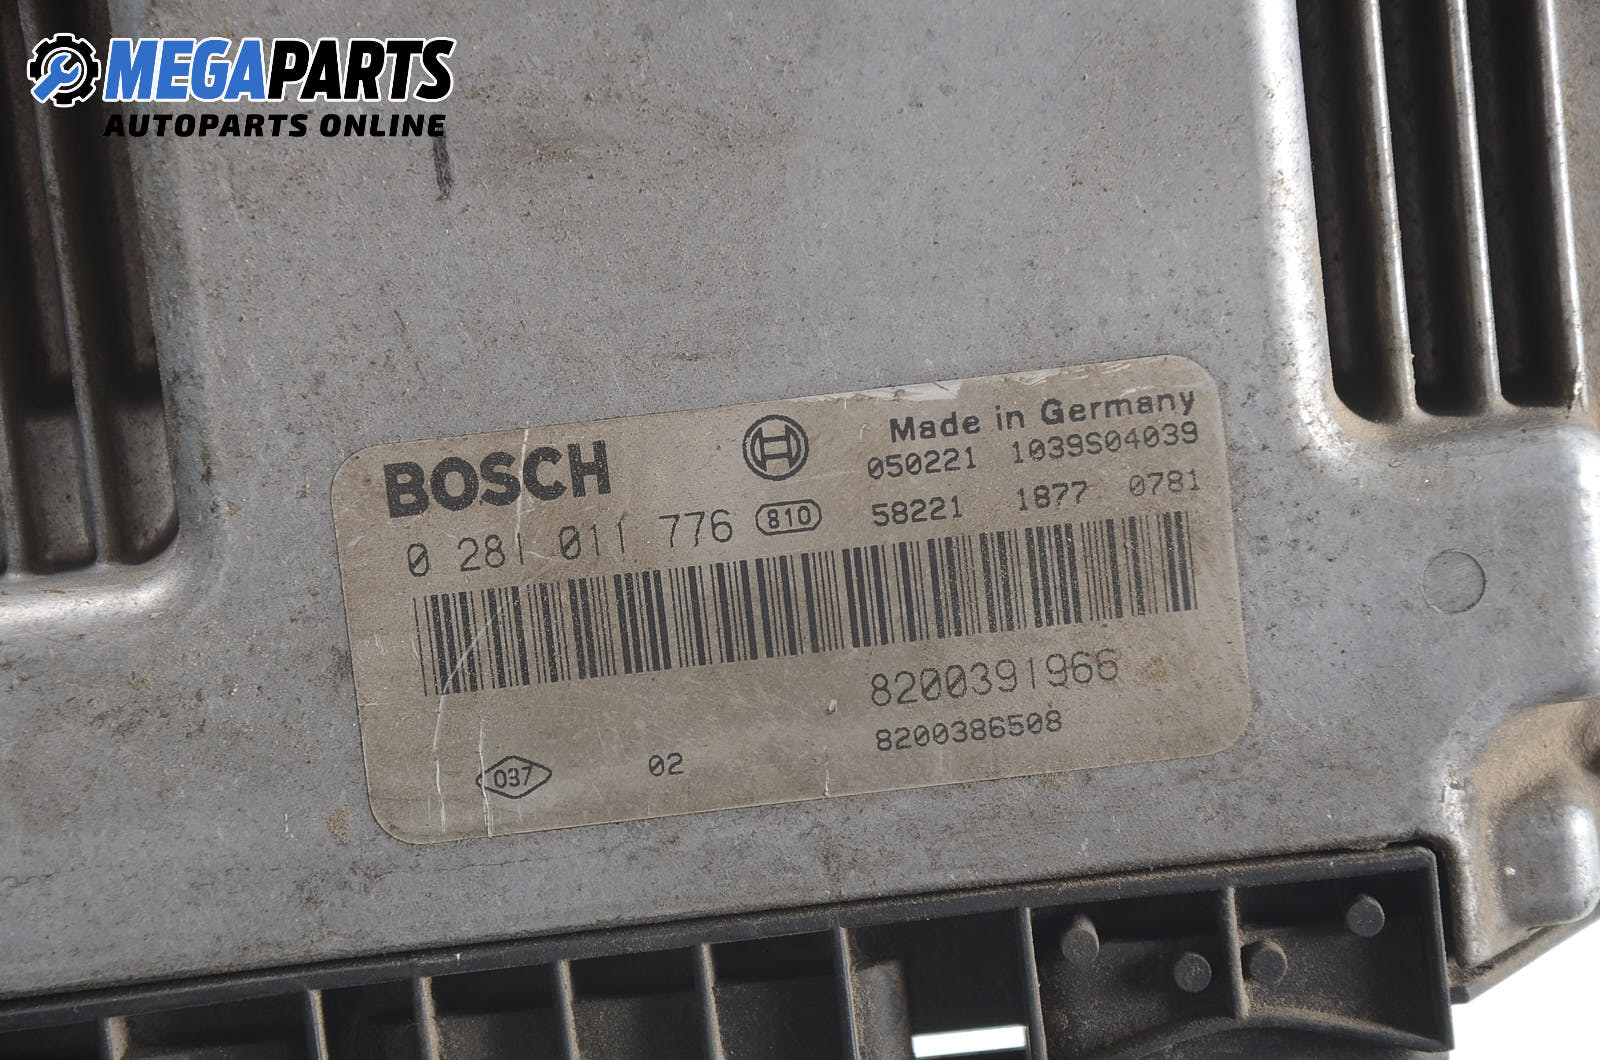 MEGAPARTS
AUTOPARTS ONLINE
BOSCH
Made in Germany
050221 1039S04039
0 281 011 776 810 58221 1877 0781
8200391966
8200386508
037 02